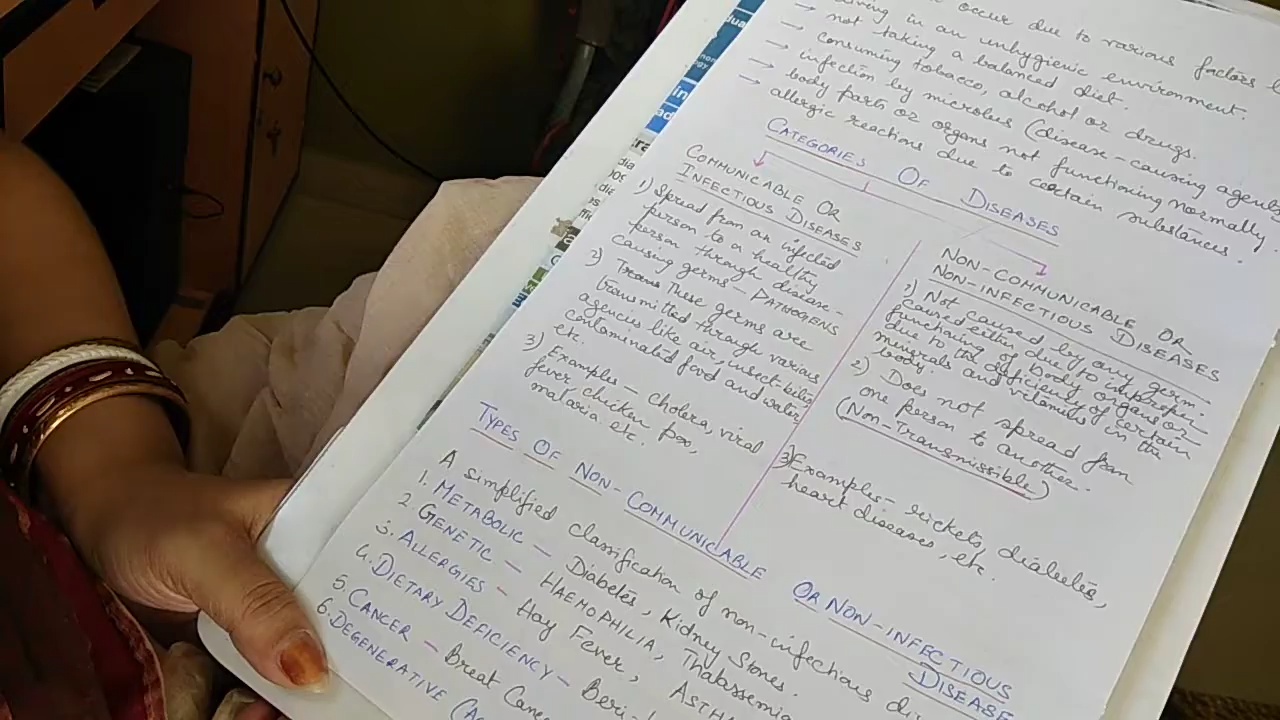 occur due to various factors
living in an unhygienic environment.
→ not taking a balanced diet.
→ consuming tobacco, alcohol or drugs.
→ infection by microbes (disease-causing agents
→ body parts or organs not functioning normally
→ allergic reactions due to certain substances.
CATEGORIES OF DISEASES
COMMUNICABLE OR
INFECTIOUS DISEASES
1) Spread from an infected
person to a healthy
person through disease-
causing germs - PATHOGENS
2) Trans These germs are
transmitted through various
agencies like air, insect bites
contaminated food and water
etc.
3) Examples - cholera, viral
fever, chicken pox,
malaria etc.
NON-COMMUNICABLE OR
NON-INFECTIOUS DISEASES
1) Not caused by any germ.
Caused either due to improper
functioning of body organs or
due to the deficiency of certain
minerals and vitamins in the
body.
2) Does not spread from
one person to another.
(Non-Transmissible)
3) Examples - rickets, diabetes,
heart diseases, etc.
TYPES OF NON-COMMUNICABLE OR NON-INFECTIOUS
DISEASE
A simplified classification of non-infectious
1. METABOLIC - Diabetes, Kidney Stones.
2. GENETIC - HAEMOPHILIA, Thalassemia
3. ALLERGIES - Hay Fever, ASTH
4. DIETARY DEFICIENCY - Beri-
5. CANCER - Breat Canc
6. DEGENERATIVE